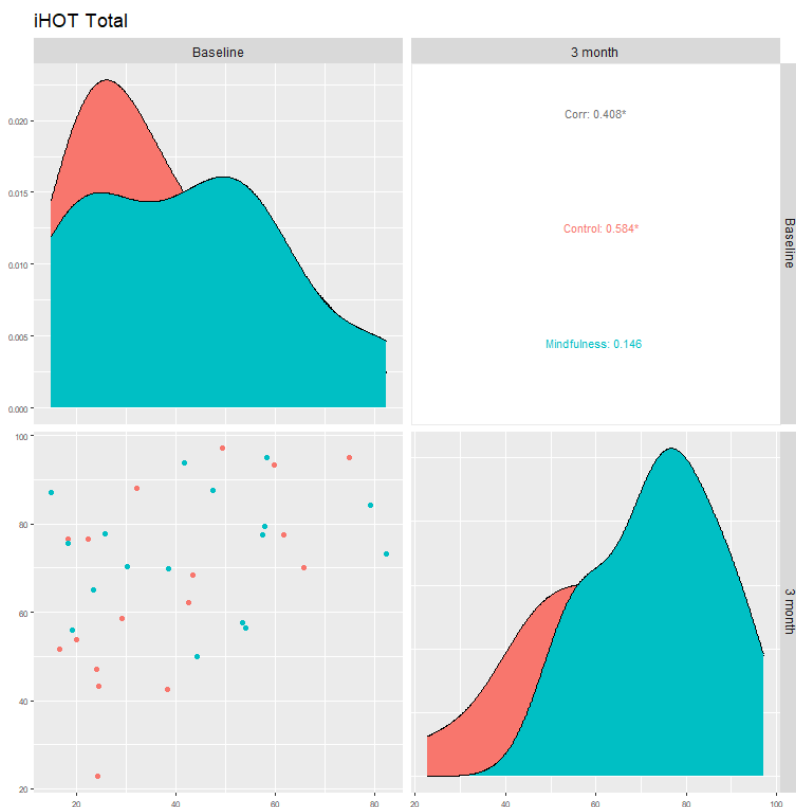 iHOT Total
Baseline
3 month
0.020
0.015
0.010
0.005
0.000
Corr: 0.408*
Control: 0.584*
Mindfulness: 0.146
Baseline
100
80
60
40
20
3 month
20
40
60
80
20
40
60
80
100